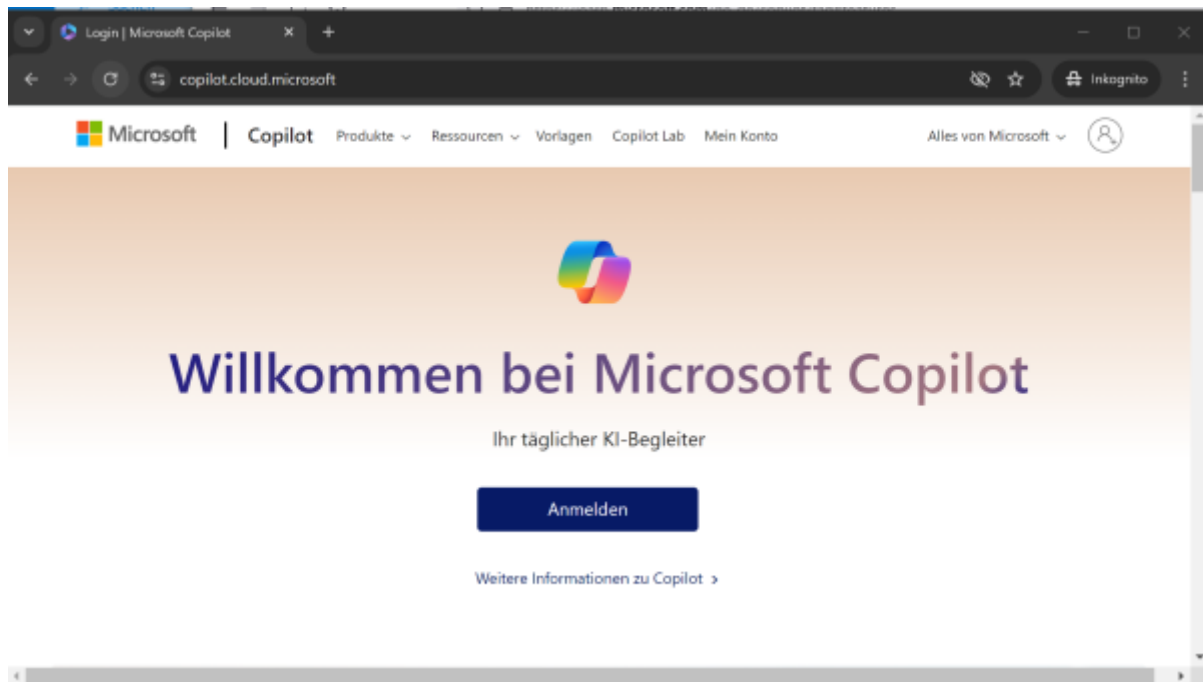 Login | Microsoft Copilot
copilot.cloud.microsoft
Inkognito
Microsoft Copilot Produkte Ressourcen Vorlagen Copilot Lab Mein Konto Alles von Microsoft
Willkommen bei Microsoft Copilot
Ihr täglicher KI-Begleiter
Anmelden
Weitere Informationen zu Copilot